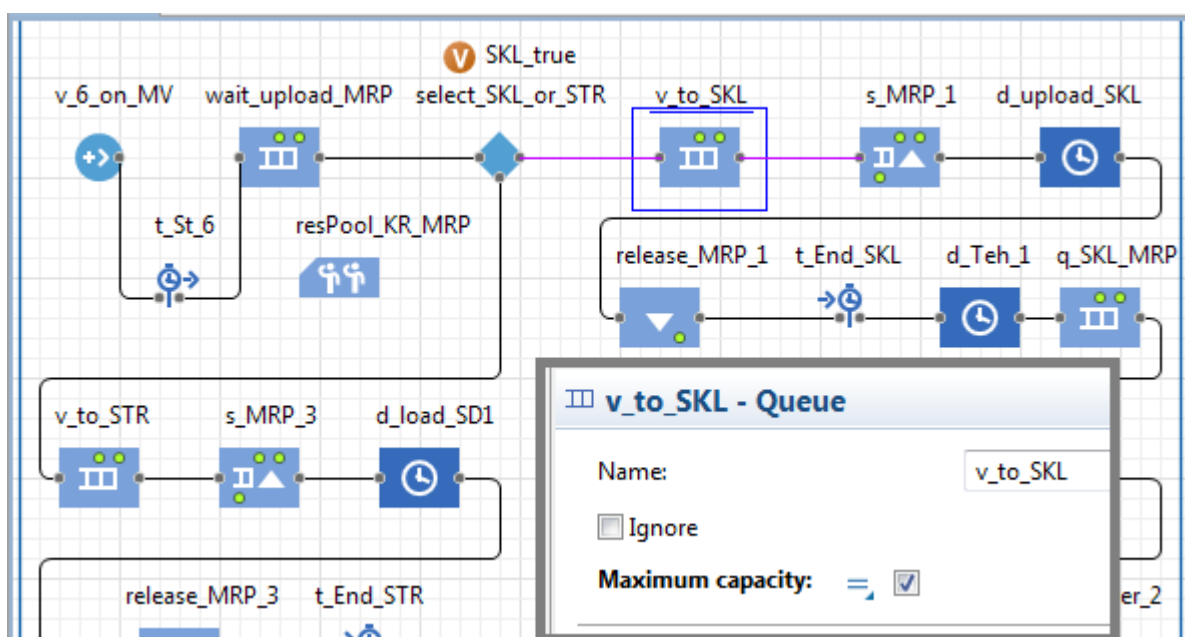 V SKL_true
v_6_on_MV wait_upload_MRP select_SKL_or_STR v_to_SKL s_MRP_1 d_upload_SKL
t_St_6 resPool_KR_MRP
release_MRP_1 t_End_SKL d_Teh_1 q_SKL_MRP
v_to_STR s_MRP_3 d_load_SD1
v_to_SKL - Queue
Name: v_to_SKL
Ignore
Maximum capacity:
release_MRP_3 t_End_STR er_2